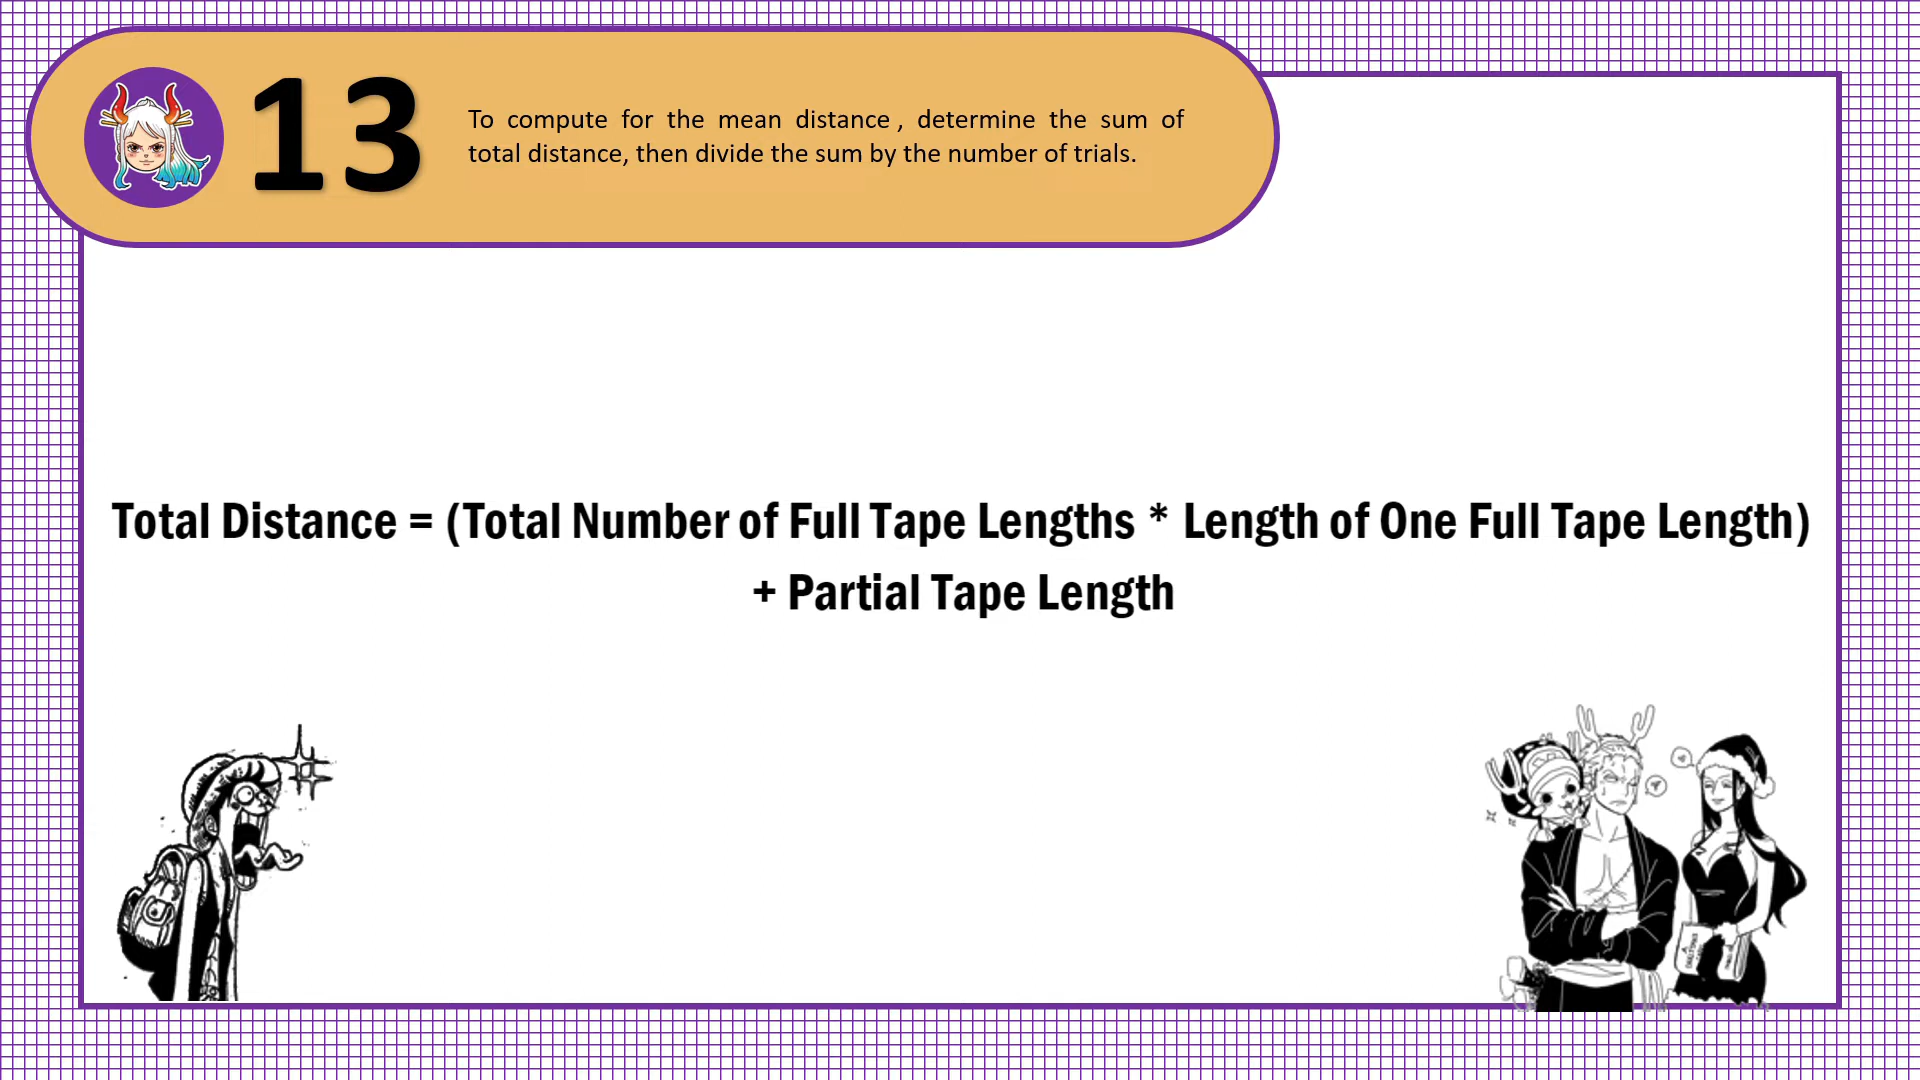 13
To compute for the mean distance , determine the sum of
total distance, then divide the sum by the number of trials.
Total Distance = (Total Number of Full Tape Lengths * Length of One Full Tape Length)
+ Partial Tape Length